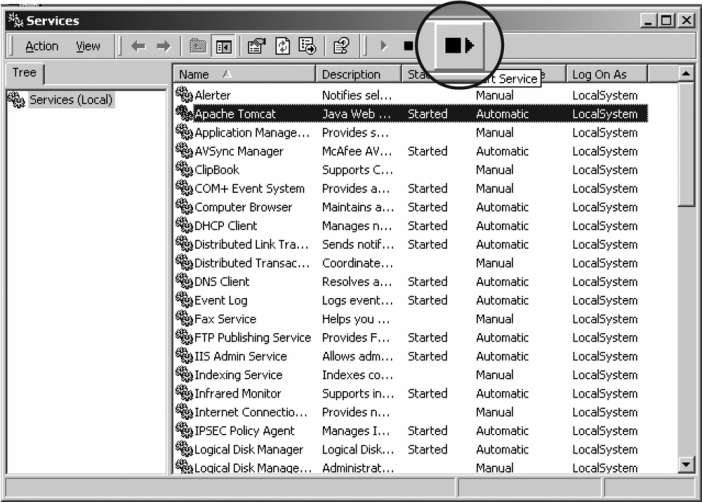 Services
Action View
Tree
Services (Local)
Name Description Sta Log On As
rt Service
Alerter Notifies sel... Manual LocalSystem
Apache Tomcat Java Web ... Started Automatic LocalSystem
Application Manage... Provides s... Manual LocalSystem
AVSync Manager McAfee AV... Started Automatic LocalSystem
ClipBook Supports C... Manual LocalSystem
COM+ Event System Provides a... Started Manual LocalSystem
Computer Browser Maintains a... Started Automatic LocalSystem
DHCP Client Manages n... Started Automatic LocalSystem
Distributed Link Tra... Sends notif... Started Automatic LocalSystem
Distributed Transac... Coordinate... Manual LocalSystem
DNS Client Resolves a... Started Automatic LocalSystem
Event Log Logs event... Started Automatic LocalSystem
Fax Service Helps you ... Manual LocalSystem
FTP Publishing Service Provides F... Started Automatic LocalSystem
IIS Admin Service Allows adm... Started Automatic LocalSystem
Indexing Service Indexes co... Manual LocalSystem
Infrared Monitor Supports in... Started Automatic LocalSystem
Internet Connectio... Provides n... Manual LocalSystem
IPSEC Policy Agent Manages I... Started Automatic LocalSystem
Logical Disk Manager Logical Disk... Started Automatic LocalSystem
Logical Disk Manage... Administrat... Manual LocalSystem